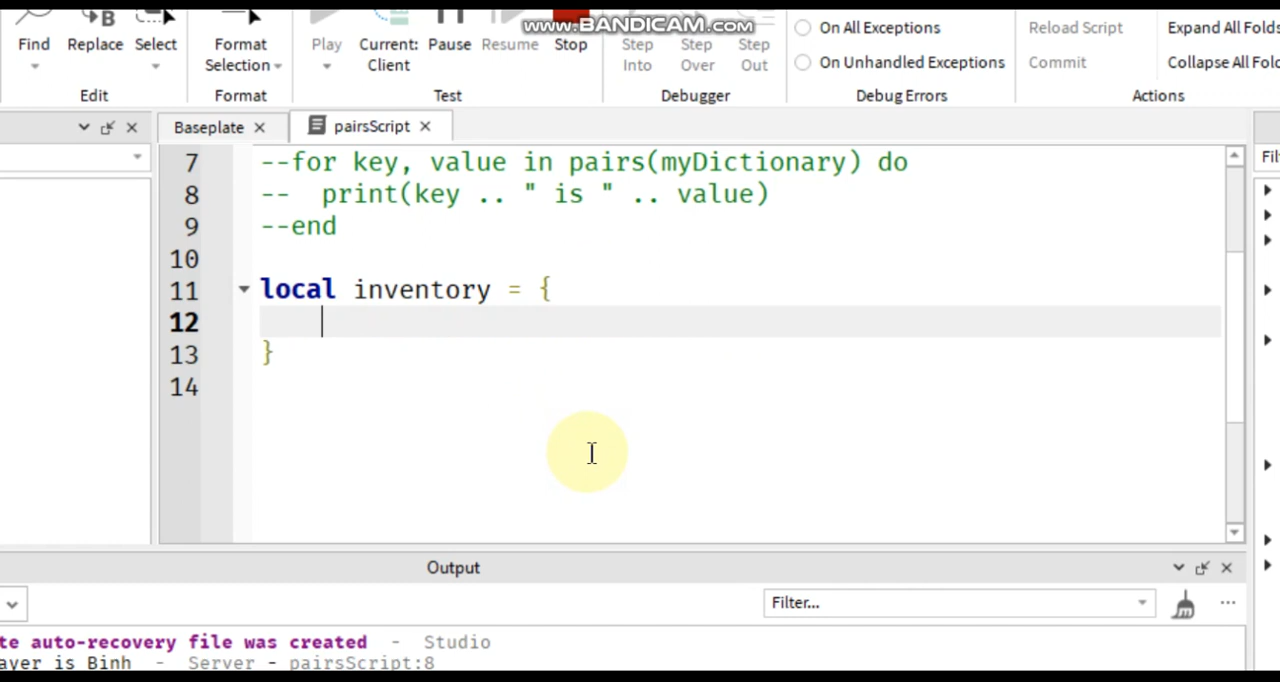 www.BANDICAM.com
Find
Replace
Select
Format Selection
Play
Current: Client
Pause
Resume
Stop
Step Into
Step Over
Step Out
On All Exceptions
On Unhandled Exceptions
Reload Script
Commit
Expand All Folds
Collapse All Fol
Edit
Format
Test
Debugger
Debug Errors
Actions
Baseplate
pairsScript
Fil
7 --for key, value in pairs(myDictionary) do
8 --  print(key .. " is " .. value)
9 --end
10
11 local inventory = {
12
13 }
14
Output
Filter...
te auto-recovery file was created - Studio
ayer is Binh - Server - pairsScript:8